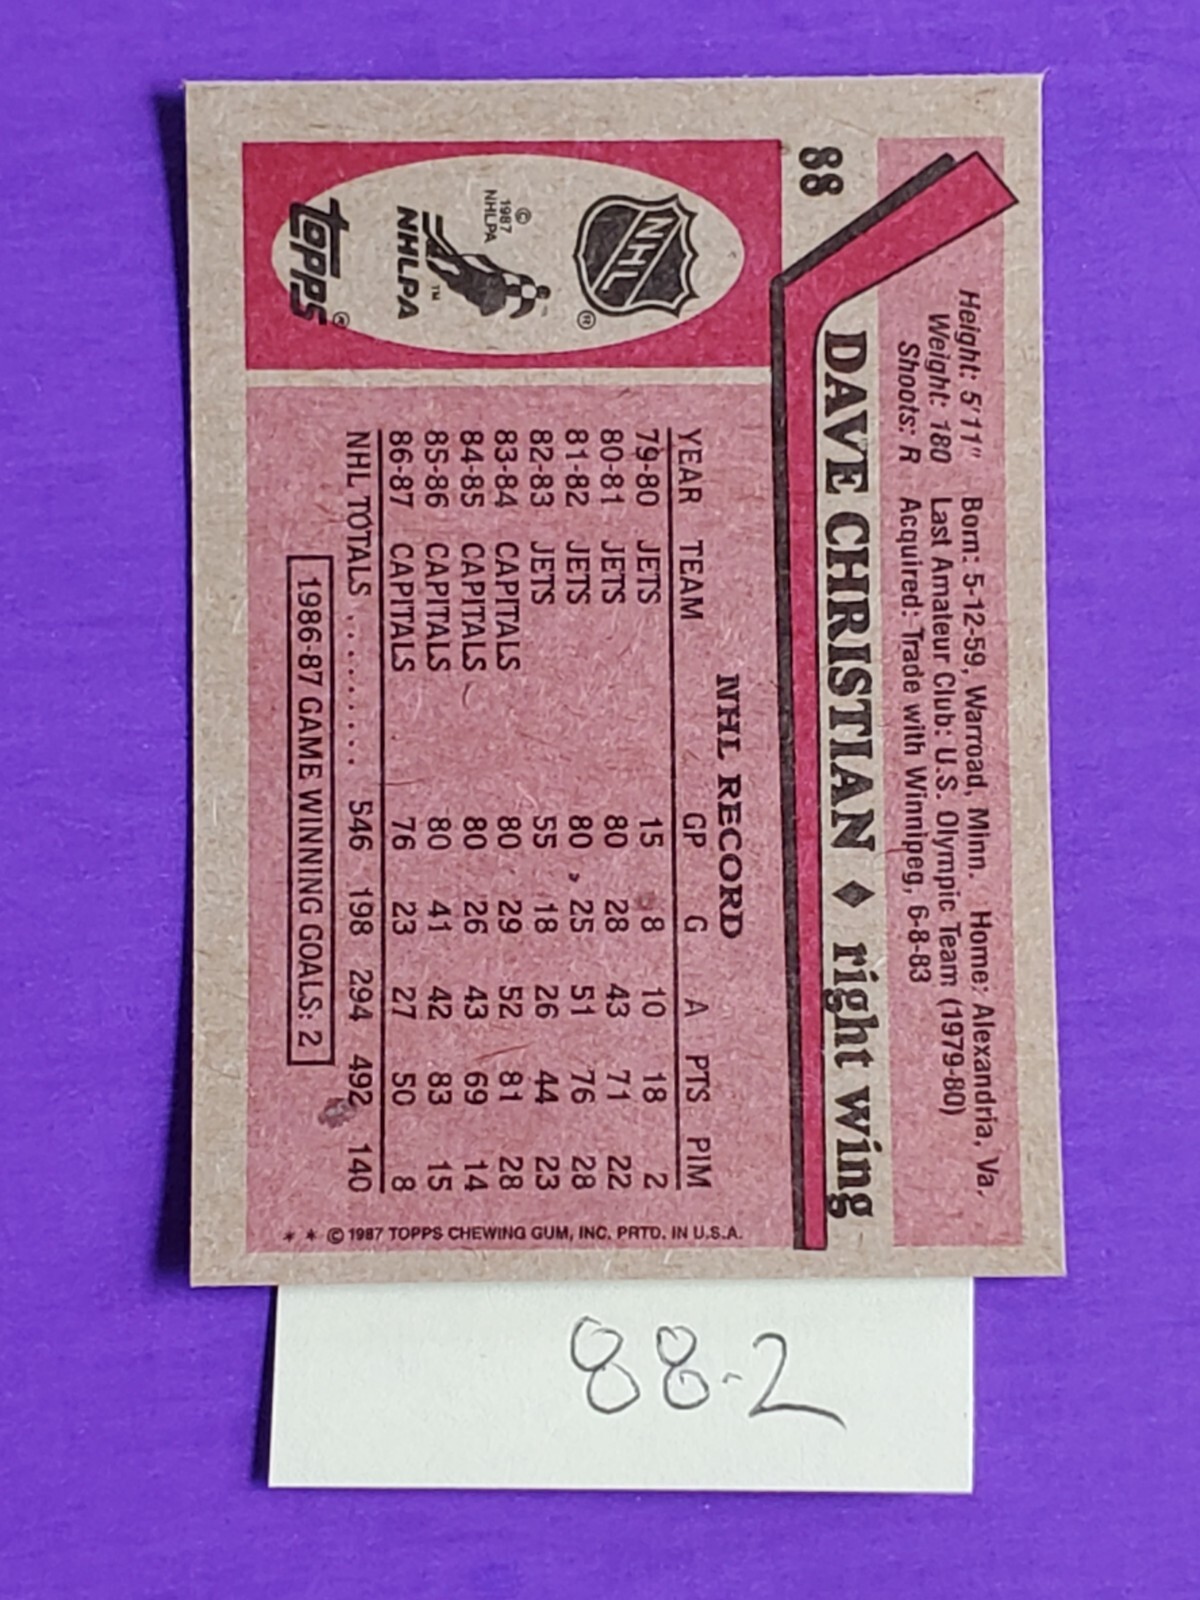 88
Height: 5'11" Born: 5-12-59, Warroad, Minn. Home: Alexandria, Va.
Weight: 180 Last Amateur Club: U.S. Olympic Team (1979-80)
Shoots: R Acquired: Trade with Winnipeg, 6-8-83
DAVE CHRISTIAN ♦ right wing
NHL ®
© 1987 NHLPA
NHLPA ™
TOPPS ®
NHL RECORD
YEAR TEAM GP G A PTS PIM
79-80 JETS 15 8 10 18 2
80-81 JETS 80 28 43 71 22
81-82 JETS 80 25 51 76 28
82-83 JETS 55 18 26 44 23
83-84 CAPITALS 80 29 52 81 28
84-85 CAPITALS 80 26 43 69 14
85-86 CAPITALS 80 41 42 83 15
86-87 CAPITALS 76 23 27 50 8
NHL TOTALS ........ 546 198 294 492 140
1986-87 GAME WINNING GOALS: 2
* * © 1987 TOPPS CHEWING GUM, INC. PRTD. IN U.S.A.
88-2